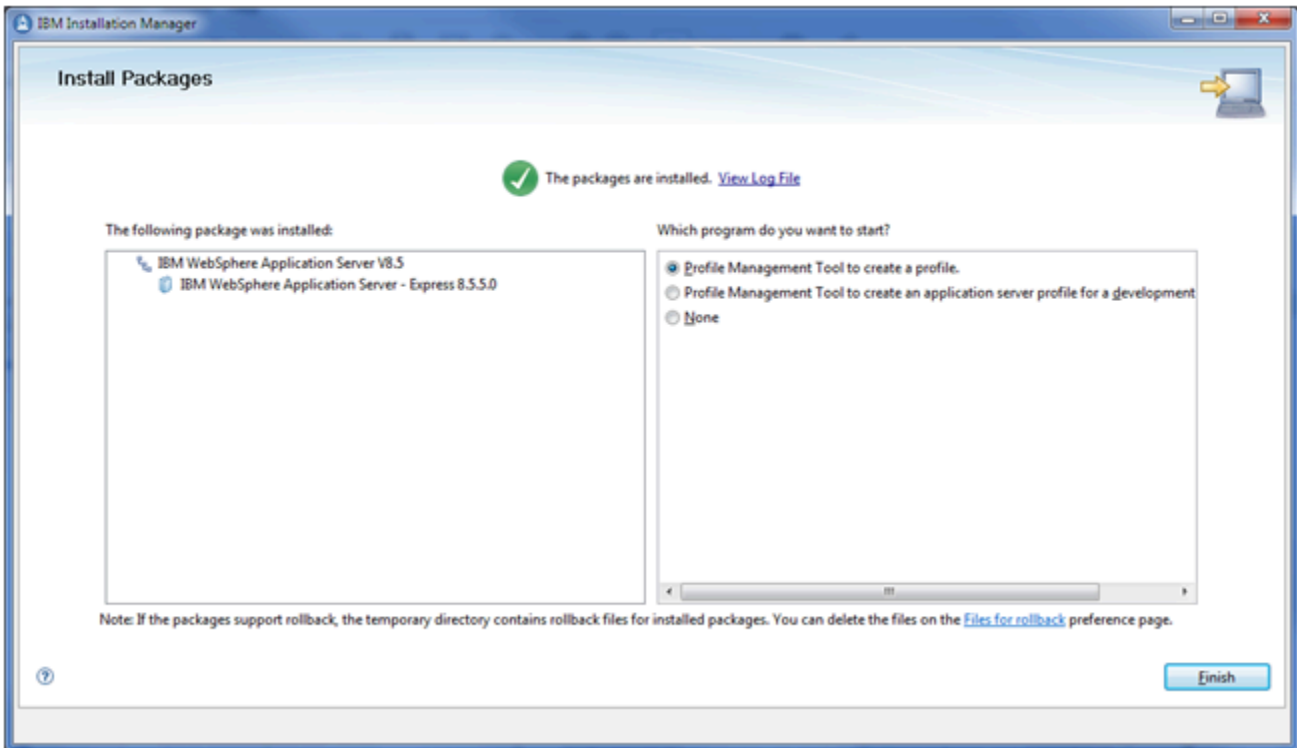 IBM Installation Manager
Install Packages
The packages are installed. View Log File
The following package was installed:
IBM WebSphere Application Server V8.5
IBM WebSphere Application Server - Express 8.5.5.0
Which program do you want to start?
Profile Management Tool to create a profile.
Profile Management Tool to create an application server profile for a development
None
Note: If the packages support rollback, the temporary directory contains rollback files for installed packages. You can delete the files on the Files for rollback preference page.
Finish